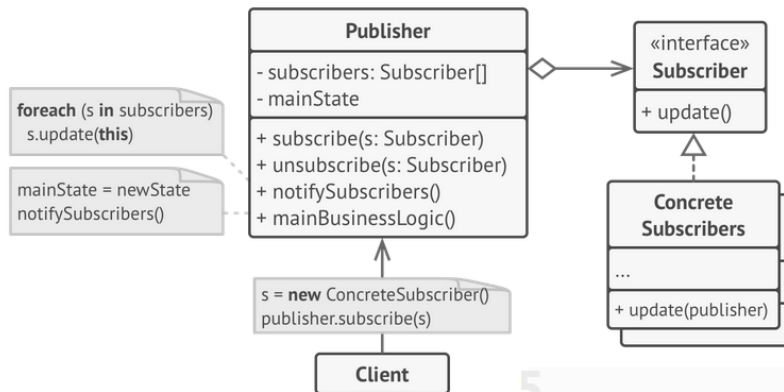 Publisher
- subscribers: Subscriber[]
- mainState
+ subscribe(s: Subscriber)
+ unsubscribe(s: Subscriber)
+ notifySubscribers()
+ mainBusinessLogic()
foreach (s in subscribers)
s.update(this)
mainState = newState
notifySubscribers()
«interface»
Subscriber
+ update()
Concrete
Subscribers
...
+ update(publisher)
s = new ConcreteSubscriber()
publisher.subscribe(s)
Client
5